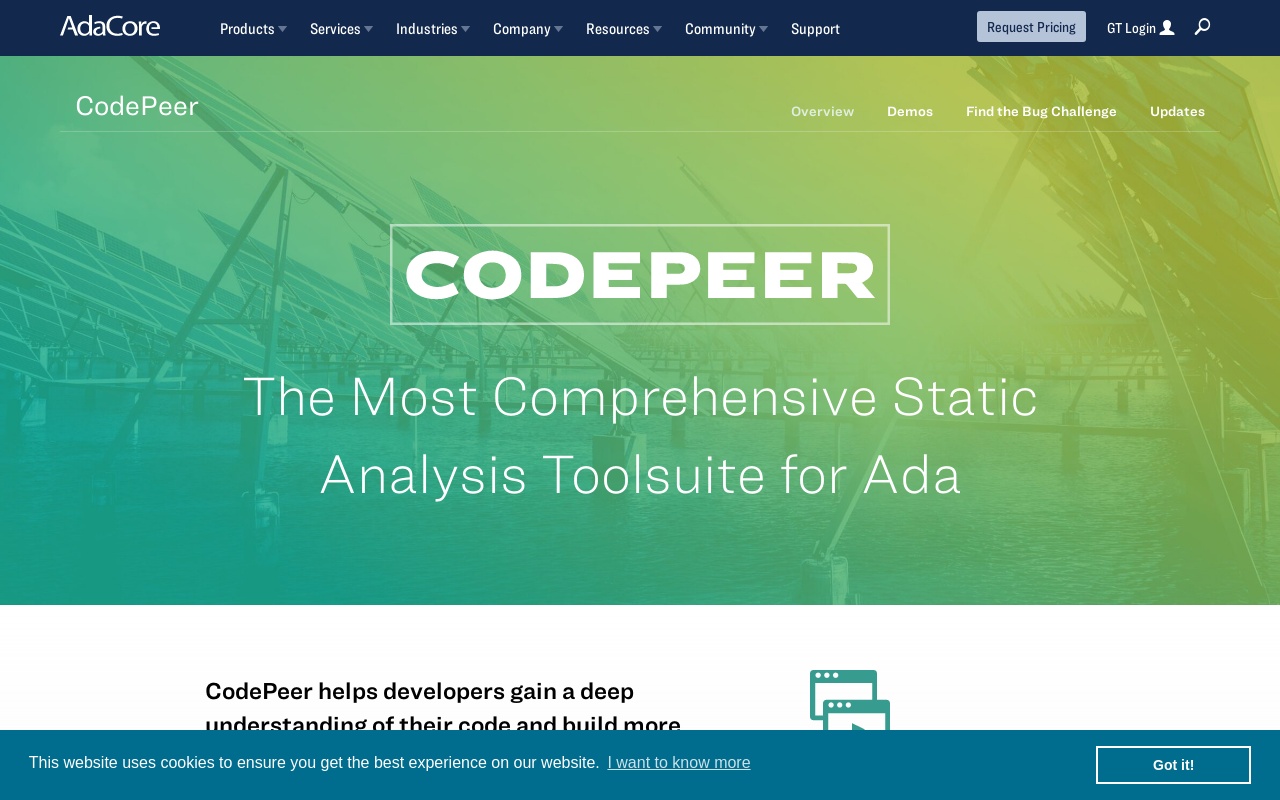 AdaCore
Products Services Industries Company Resources Community Support
Request Pricing
GT Login
CodePeer
Overview Demos Find the Bug Challenge Updates
CODEPEER
The Most Comprehensive Static
Analysis Toolsuite for Ada
CodePeer helps developers gain a deep
understanding of their code and build more
This website uses cookies to ensure you get the best experience on our website. I want to know more
Got it!